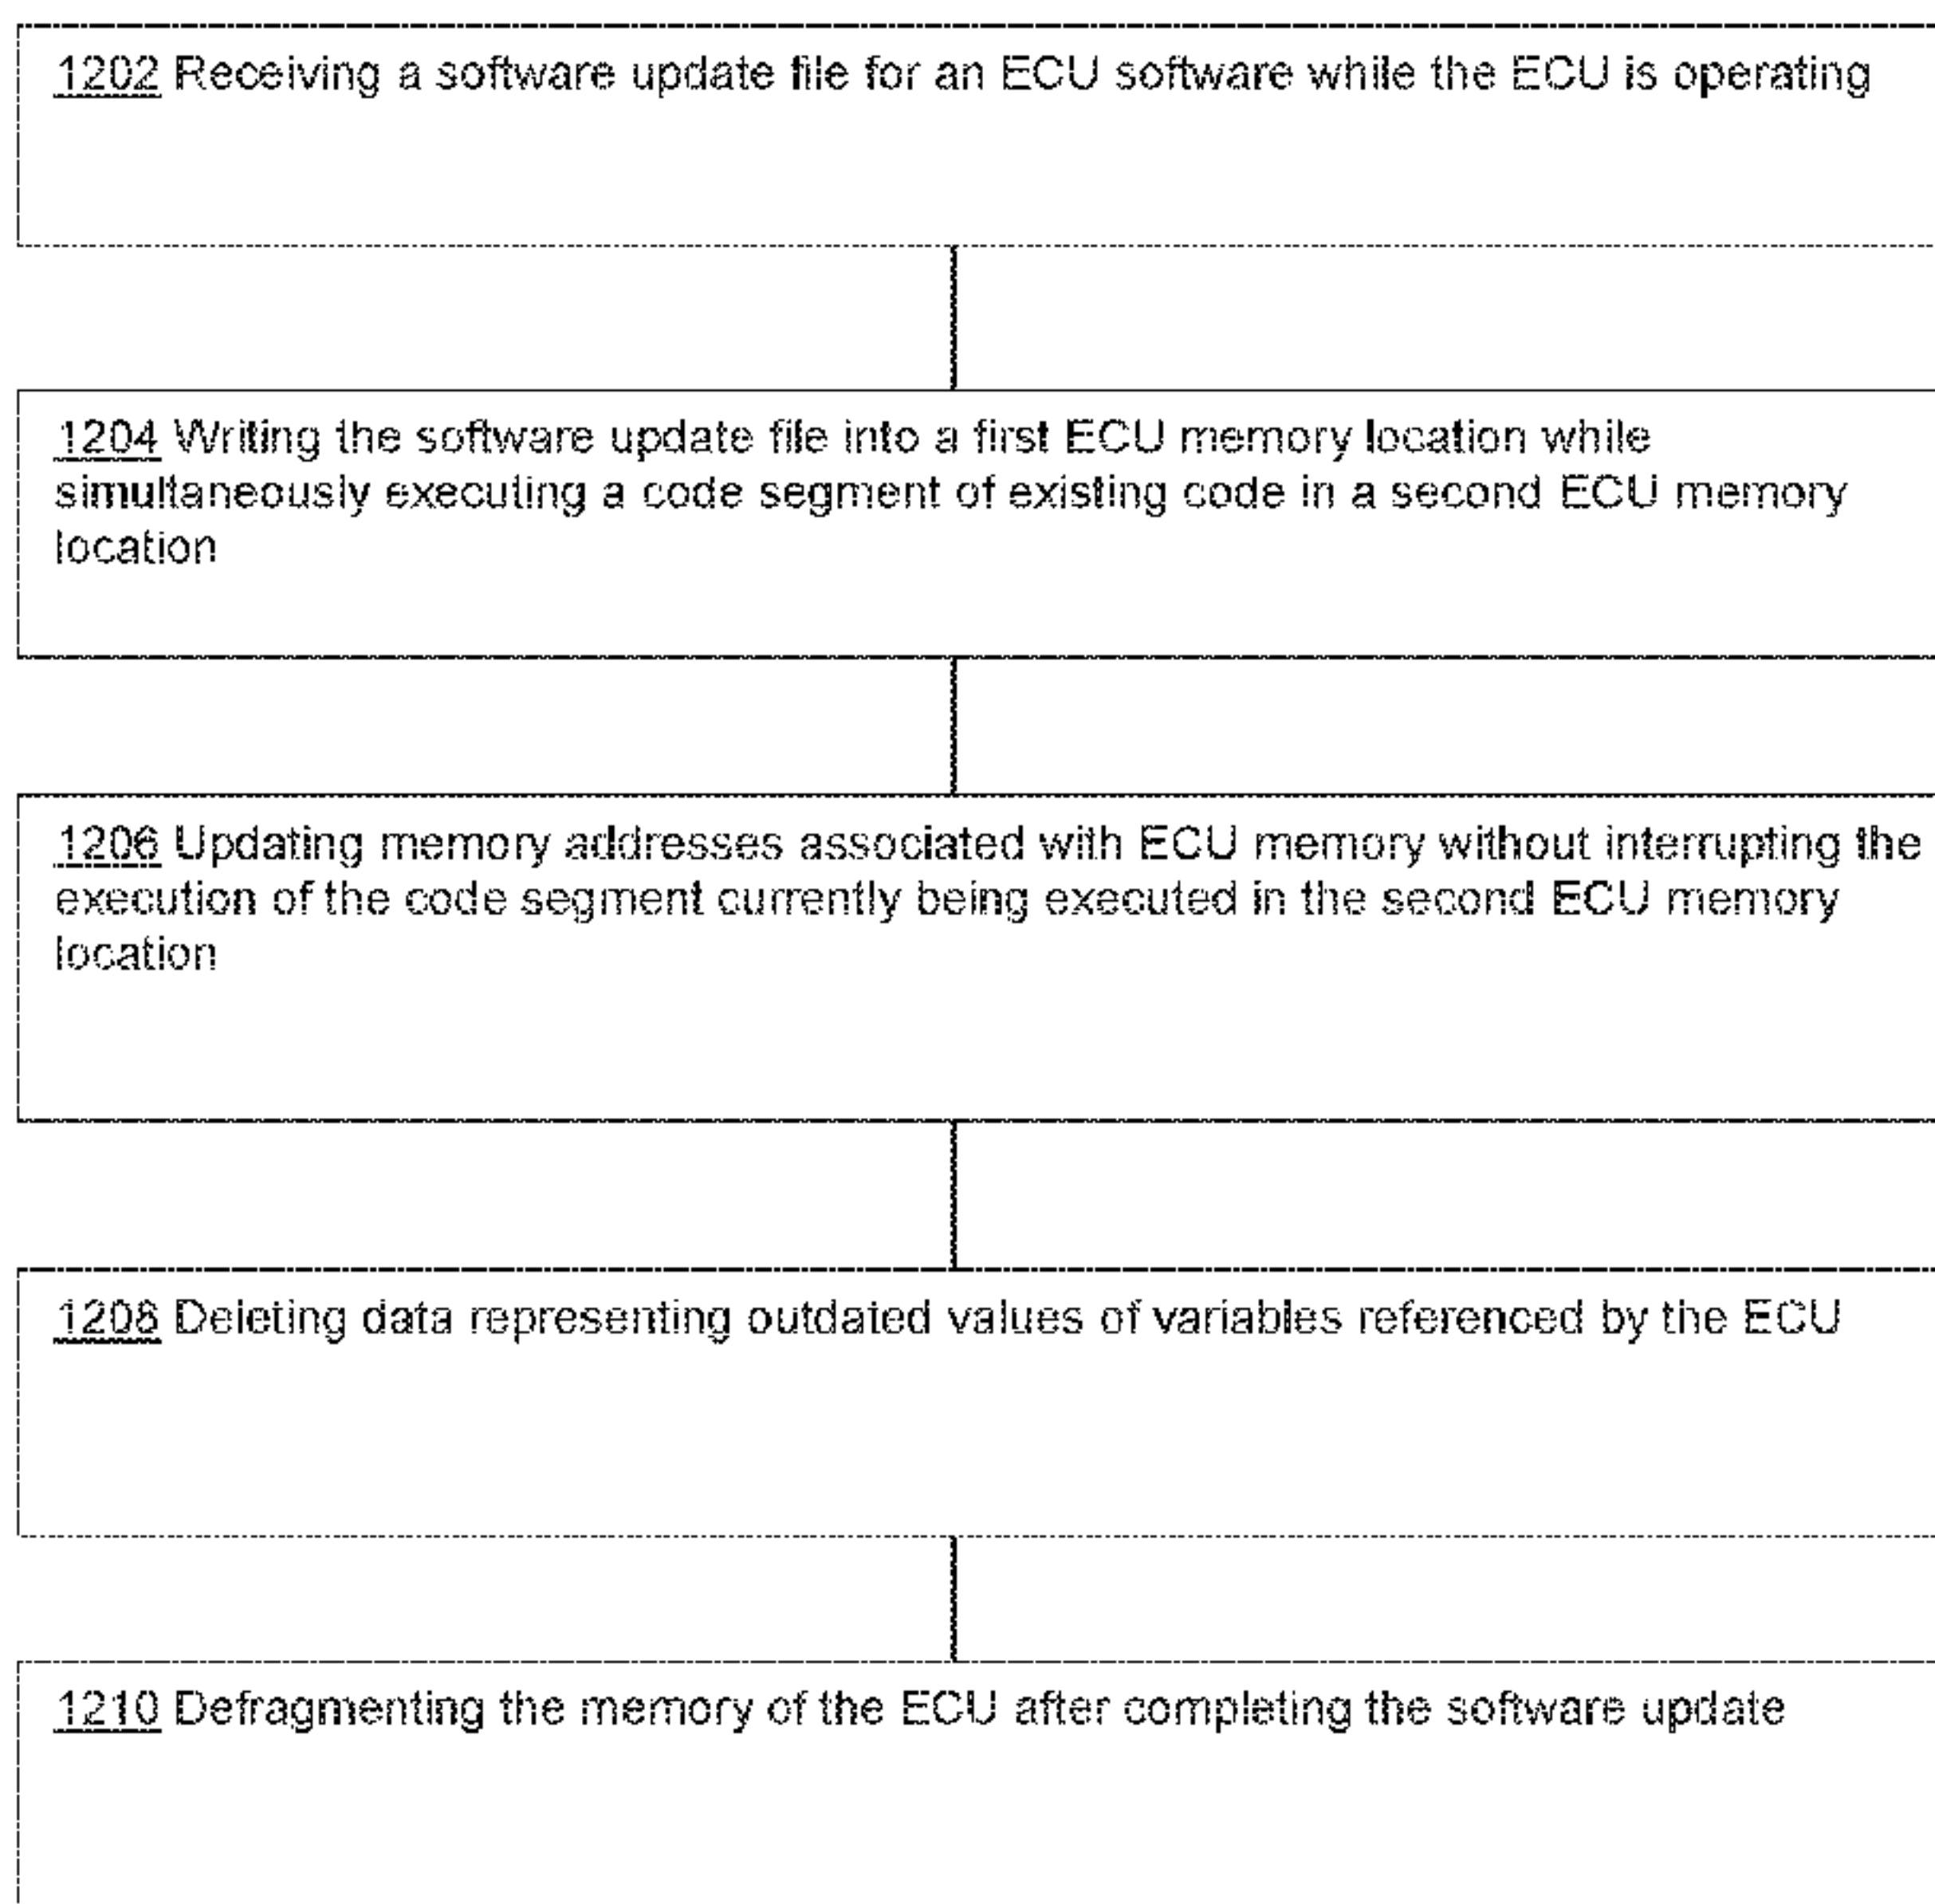 1202 Receiving a software update file for an ECU software while the ECU is operating
1204 Writing the software update file into a first ECU memory location while
simultaneously executing a code segment of existing code in a second ECU memory
location
1206 Updating memory addresses associated with ECU memory without interrupting the
execution of the code segment currently being executed in the second ECU memory
location
1208 Deleting data representing outdated values of variables referenced by the ECU
1210 Defragmenting the memory of the ECU after completing the software update